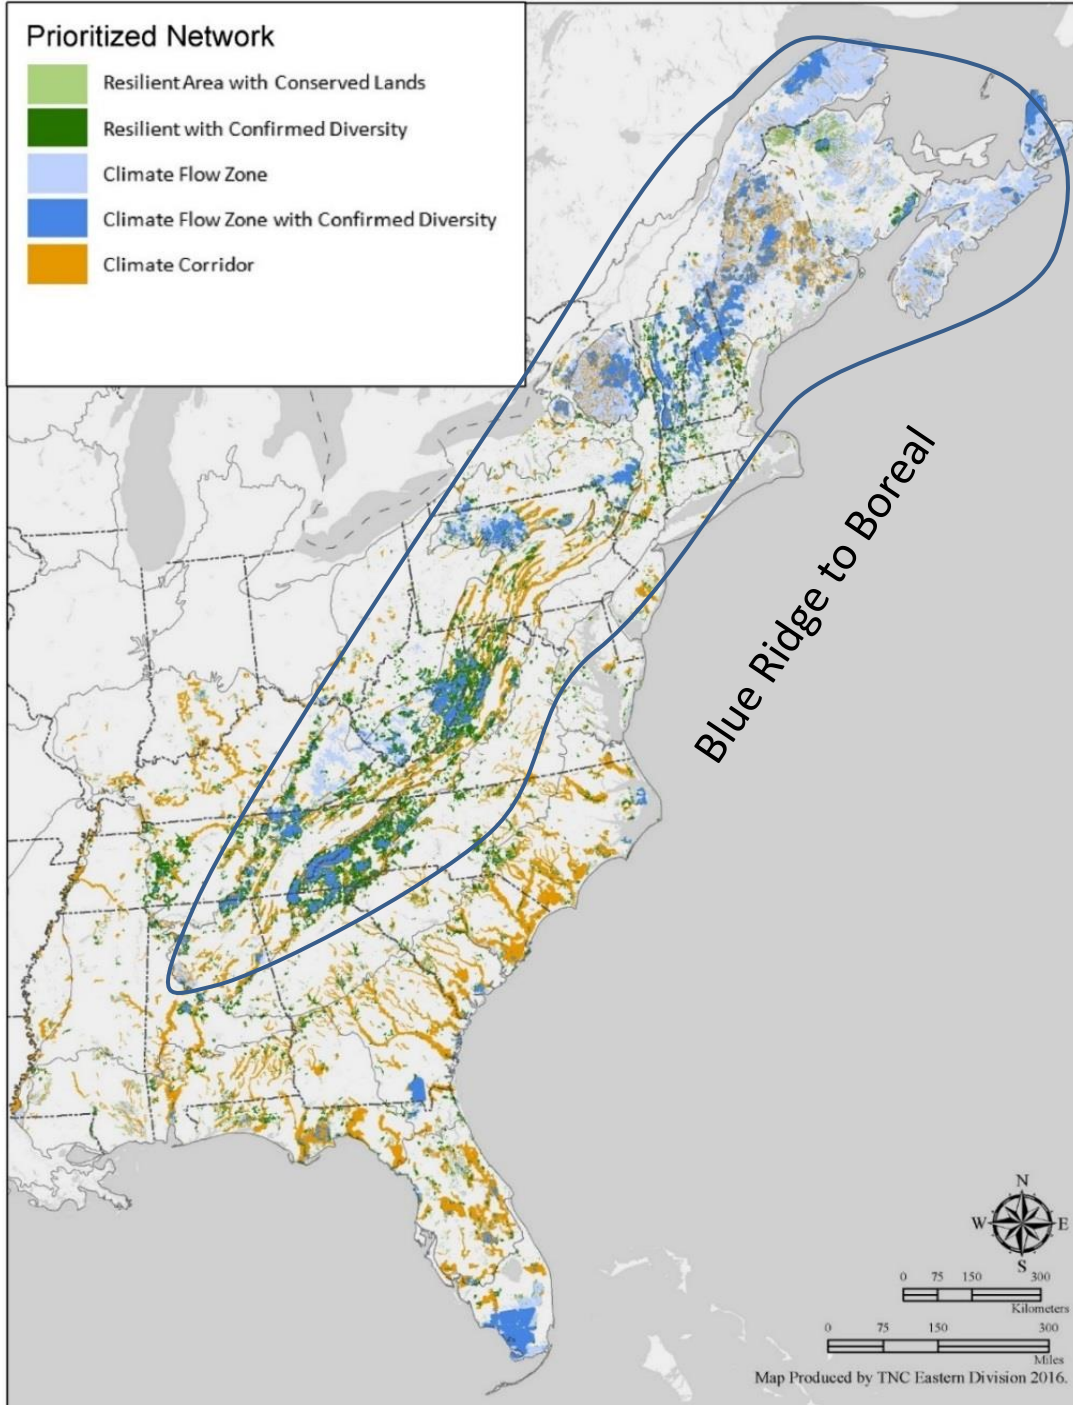 Prioritized Network
Resilient Area with Conserved Lands
Resilient with Confirmed Diversity
Climate Flow Zone
Climate Flow Zone with Confirmed Diversity
Climate Corridor
Blue Ridge to Boreal
N
W E
S
0 75 150 300
Kilometers
0 75 150 300
Miles
Map Produced by TNC Eastern Division 2016.